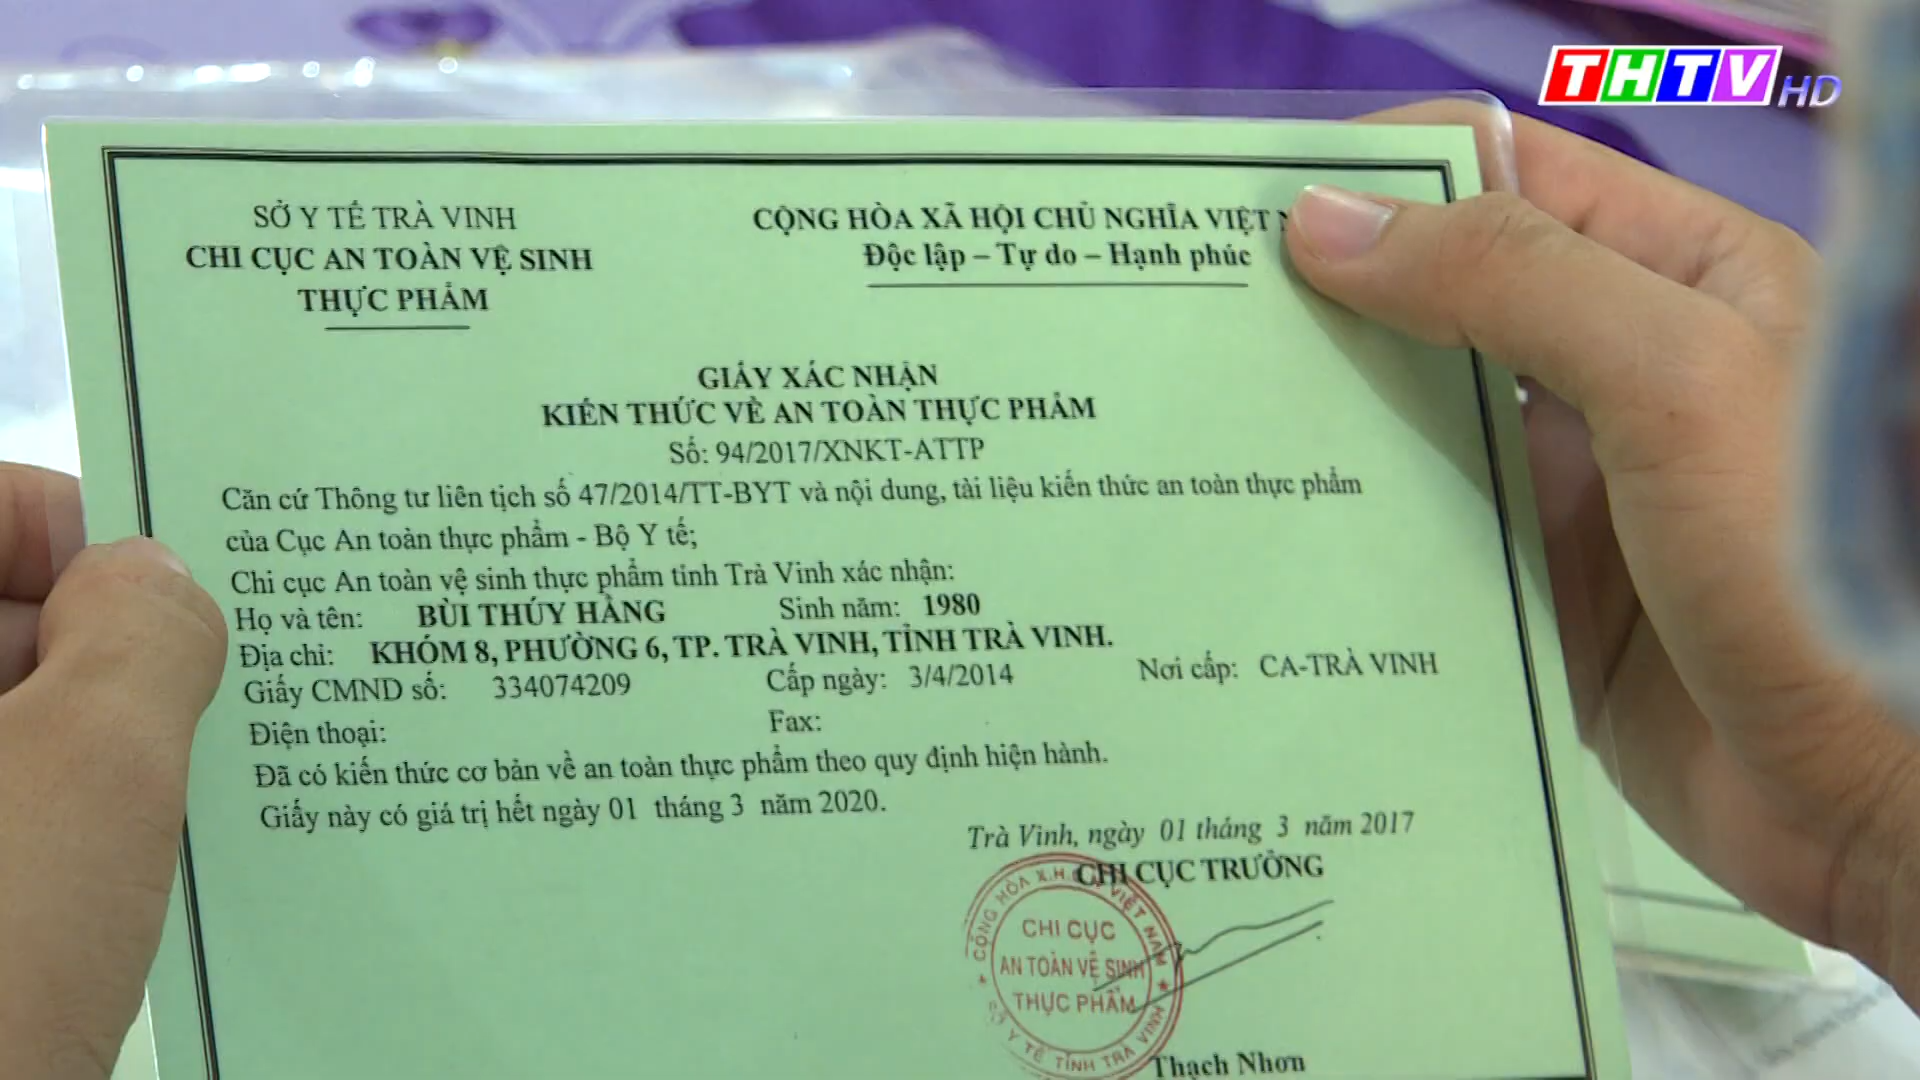 THTV HD
SỞ Y TẾ TRÀ VINH
CHI CỤC AN TOÀN VỆ SINH
THỰC PHẨM
CỘNG HÒA XÃ HỘI CHỦ NGHĨA VIỆT
Độc lập – Tự do – Hạnh phúc
GIẤY XÁC NHẬN
KIẾN THỨC VỀ AN TOÀN THỰC PHẨM
Số: 94/2017/XNKT-ATTP
Căn cứ Thông tư liên tịch số 47/2014/TT-BYT và nội dung, tài liệu kiến thức an toàn thực phẩm
của Cục An toàn thực phẩm - Bộ Y tế;
Chi cục An toàn vệ sinh thực phẩm tỉnh Trà Vinh xác nhận:
Họ và tên: BÙI THÚY HẰNG Sinh năm: 1980
Địa chỉ: KHÓM 8, PHƯỜNG 6, TP. TRÀ VINH, TỈNH TRÀ VINH.
Giấy CMND số: 334074209 Cấp ngày: 3/4/2014 Nơi cấp: CA-TRÀ VINH
Điện thoại: Fax:
Đã có kiến thức cơ bản về an toàn thực phẩm theo quy định hiện hành.
Giấy này có giá trị hết ngày 01 tháng 3 năm 2020.
Trà Vinh, ngày 01 tháng 3 năm 2017
CHI CỤC TRƯỞNG
CỘNG HÒA X.H. VIỆT NAM
CHI CỤC
AN TOÀN VỆ SINH
THỰC PHẨM
SỞ Y TẾ TỈNH TRÀ VINH
Thạch Nhơn